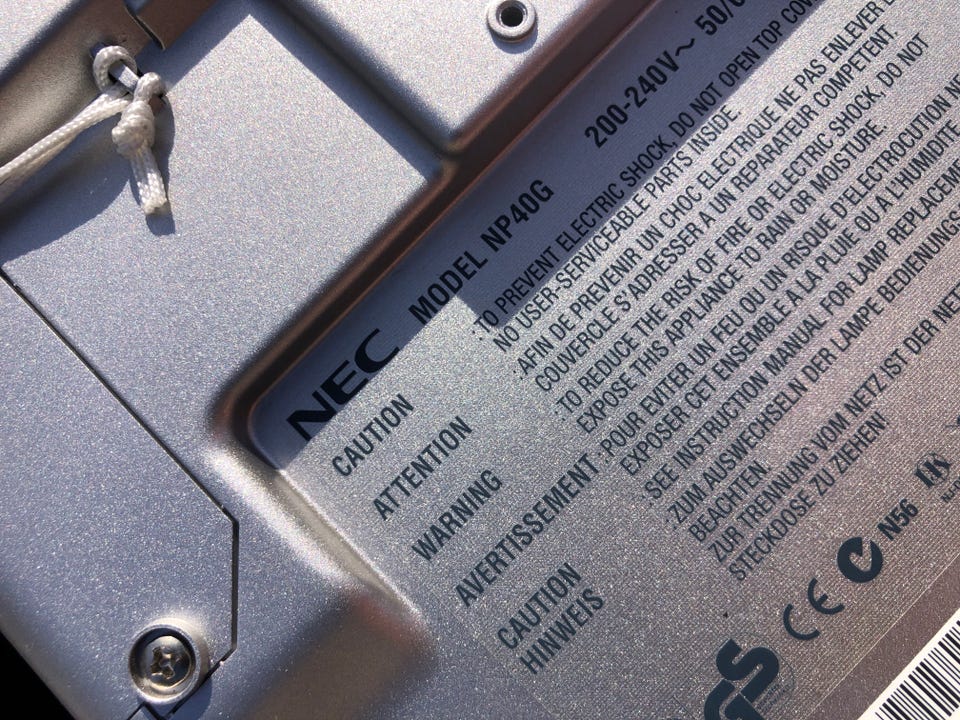 NEC MODEL NP40G 200-240V~
CAUTION : TO PREVENT ELECTRIC SHOCK, DO NOT OPEN TOP
NO USER-SERVICEABLE PARTS INSIDE.
ATTENTION : AFIN DE PREVENIR UN CHOC ELECTRIQUE NE PAS ENLEVER
COUVERCLE S'ADRESSER A UN REPARATEUR COMPETENT.
WARNING : TO REDUCE THE RISK OF FIRE OR ELECTRIC SHOCK, DO NOT
EXPOSE THIS APPLIANCE TO RAIN OR MOISTURE.
AVERTISSEMENT : POUR EVITER UN FEU OU UN RISQUE D'ELECTROCUTION
EXPOSER CET ENSEMBLE A LA PLUIE OU A L'HUMIDITE
CAUTION : SEE INSTRUCTION MANUAL FOR LAMP REPLACEMENT
HINWEIS : ZUM AUSWECHSELN DER LAMPE BEDIENUNGS
BEACHTEN.
ZUR TRENNUNG VOM NETZ IST DER
STECKDOSE ZU ZIEHEN!
GS CE N56